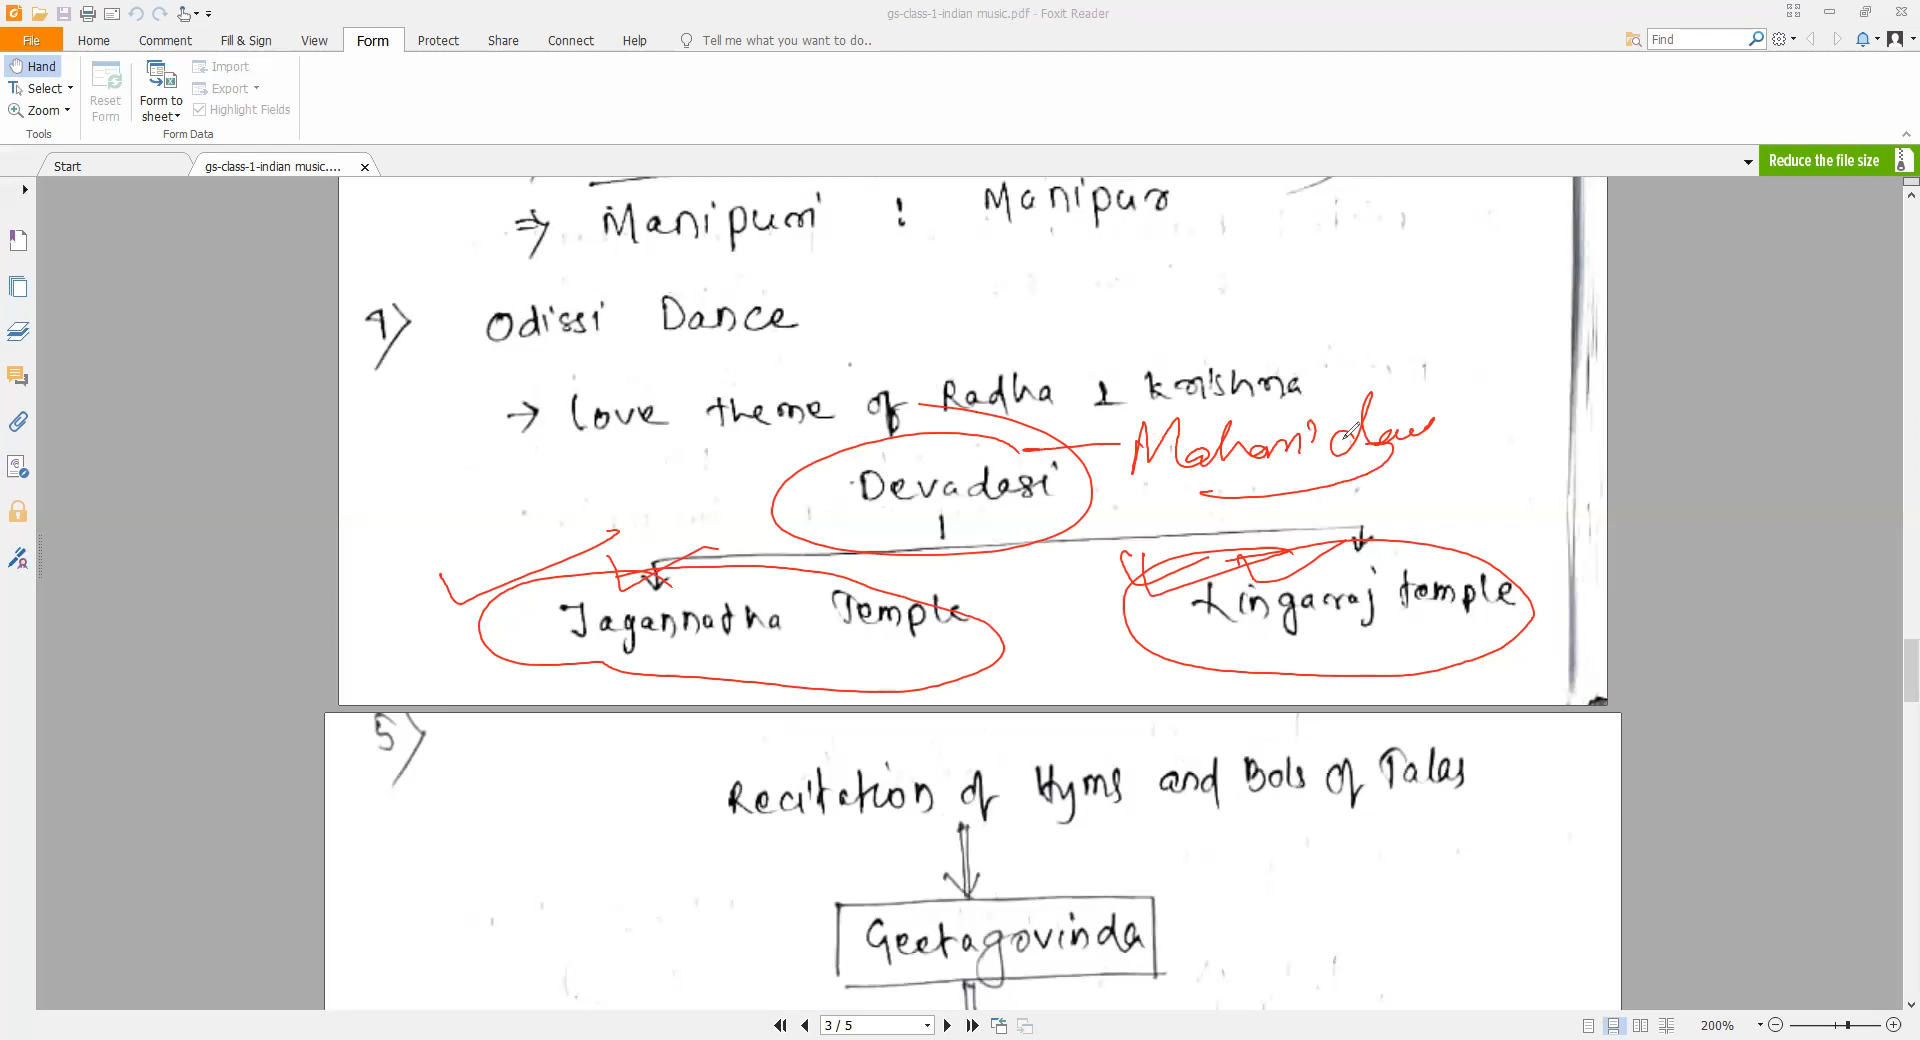 gs-class-1-indian music.pdf - Foxit Reader
File Home Comment Fill & Sign View Form Protect Share Connect Help Tell me what you want to do.. Find
Hand
Select
Zoom
Tools
Reset Form
Form to sheet
Import
Export
Highlight Fields
Form Data
Start gs-class-1-indian music.... Reduce the file size
⇒ Manipuri : Manipur
4) Odissi Dance
→ love theme of Radha & Krishna
Devadasi
Jagannatha Temple Lingaraj temple
5)
Recitation of Hyms and Bols of Talas
Geetagovinda
3 / 5 200%